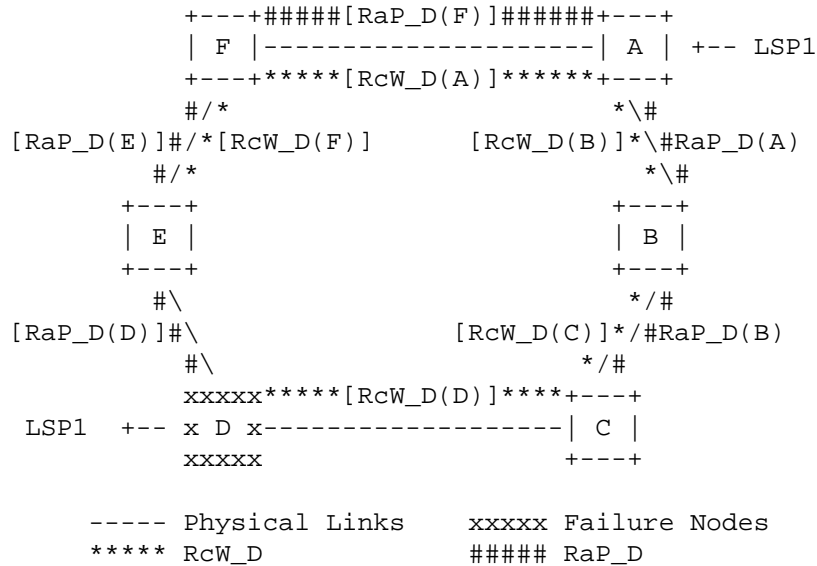 +---+#####[RaP_D(F)]######+---+
| F |---------------------| A | +-- LSP1
+---+*****[RcW_D(A)]******+---+
#/* *\#
[RaP_D(E)]#/*[RcW_D(F)] [RcW_D(B)]*\#RaP_D(A)
#/* *\#
+---+ +---+
| E | | B |
+---+ +---+
#\ */#
[RaP_D(D)]#\ [RcW_D(C)]*/#RaP_D(B)
#\ */#
xxxxx*****[RcW_D(D)]****+---+
LSP1 +-- x D x-------------------| C |
xxxxx +---+
----- Physical Links xxxxx Failure Nodes
***** RcW_D ##### RaP_D